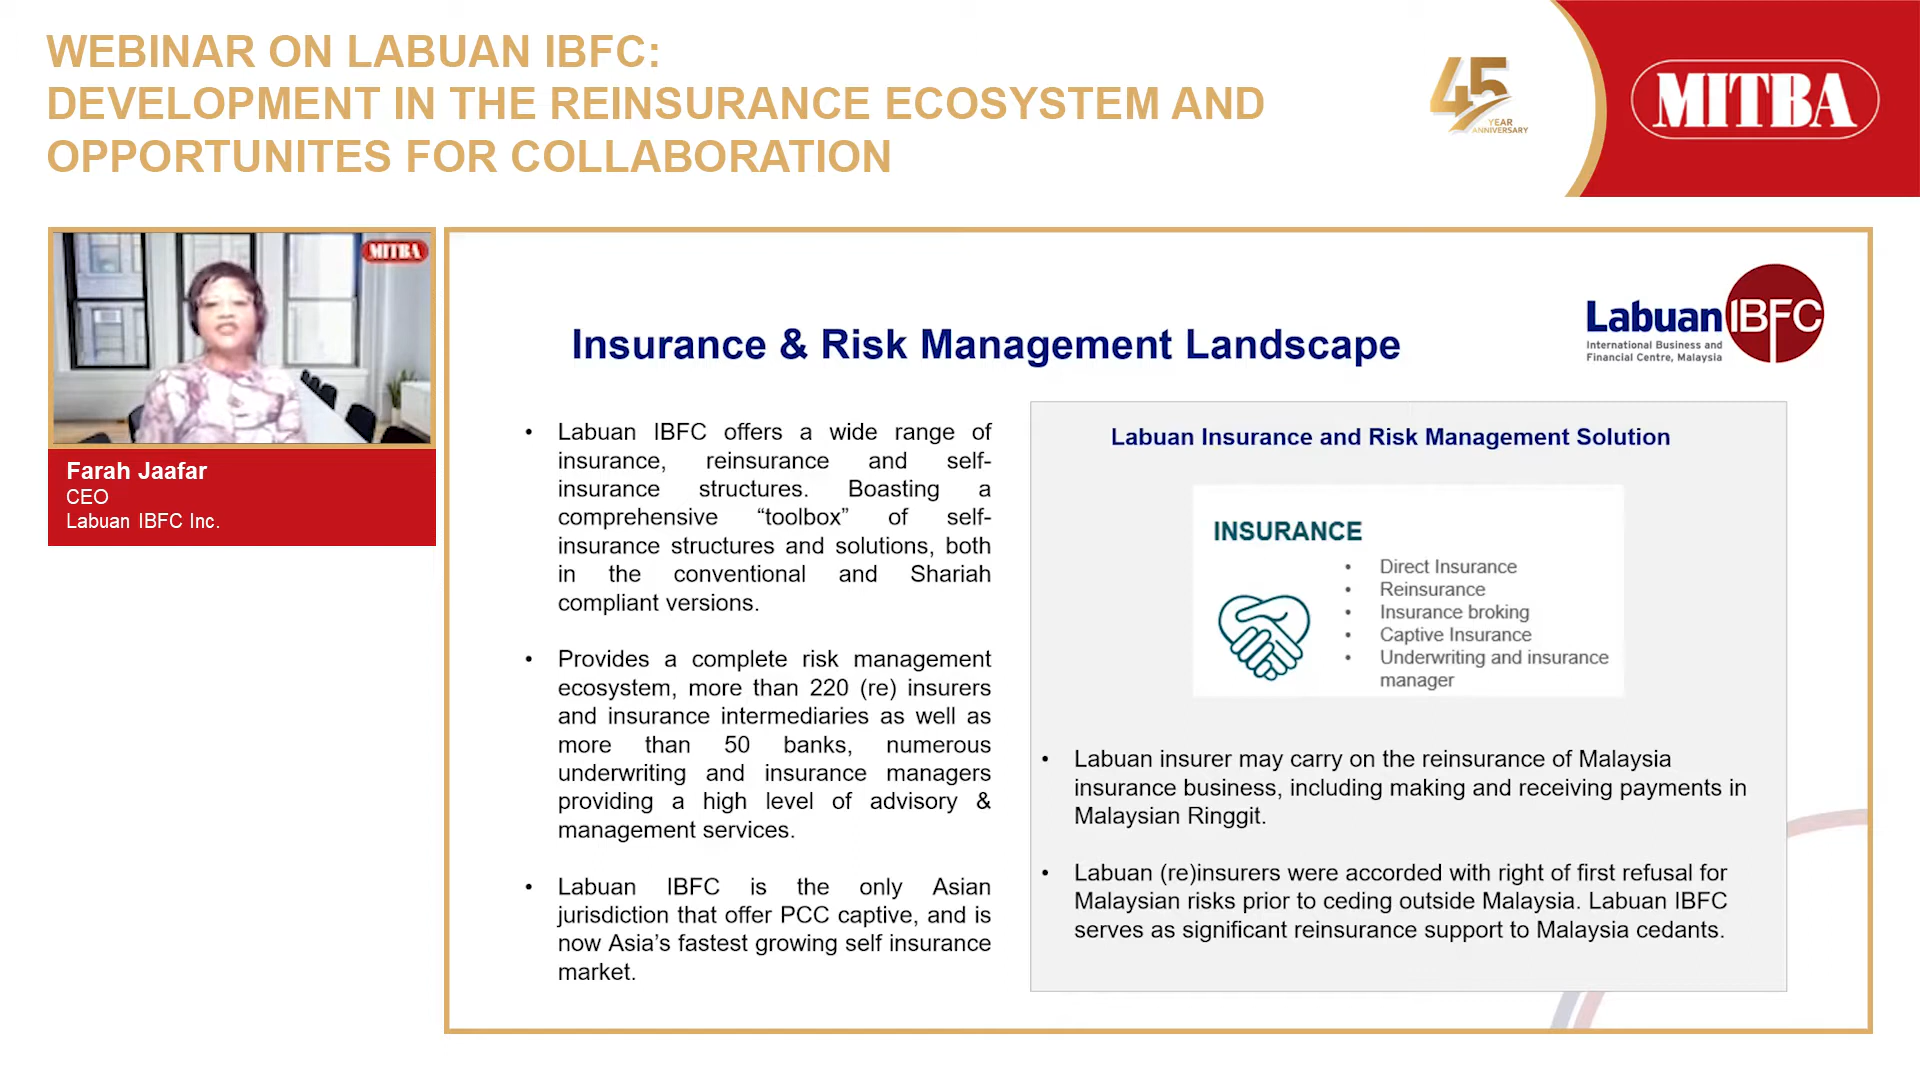 WEBINAR ON LABUAN IBFC:
DEVELOPMENT IN THE REINSURANCE ECOSYSTEM AND
OPPORTUNITES FOR COLLABORATION
45
YEAR
ANNIVERSARY
MITBA
MITBA
Farah Jaafar
CEO
Labuan IBFC Inc.
Labuan IBFC
International Business and
Financial Centre, Malaysia
Insurance & Risk Management Landscape
• Labuan IBFC offers a wide range of
insurance, reinsurance and self-
insurance structures. Boasting a
comprehensive “toolbox” of self-
insurance structures and solutions, both
in the conventional and Shariah
compliant versions.
• Provides a complete risk management
ecosystem, more than 220 (re) insurers
and insurance intermediaries as well as
more than 50 banks, numerous
underwriting and insurance managers
providing a high level of advisory &
management services.
• Labuan IBFC is the only Asian
jurisdiction that offer PCC captive, and is
now Asia’s fastest growing self insurance
market.
Labuan Insurance and Risk Management Solution
INSURANCE
• Direct Insurance
• Reinsurance
• Insurance broking
• Captive Insurance
• Underwriting and insurance
manager
• Labuan insurer may carry on the reinsurance of Malaysia
insurance business, including making and receiving payments in
Malaysian Ringgit.
• Labuan (re)insurers were accorded with right of first refusal for
Malaysian risks prior to ceding outside Malaysia. Labuan IBFC
serves as significant reinsurance support to Malaysia cedants.